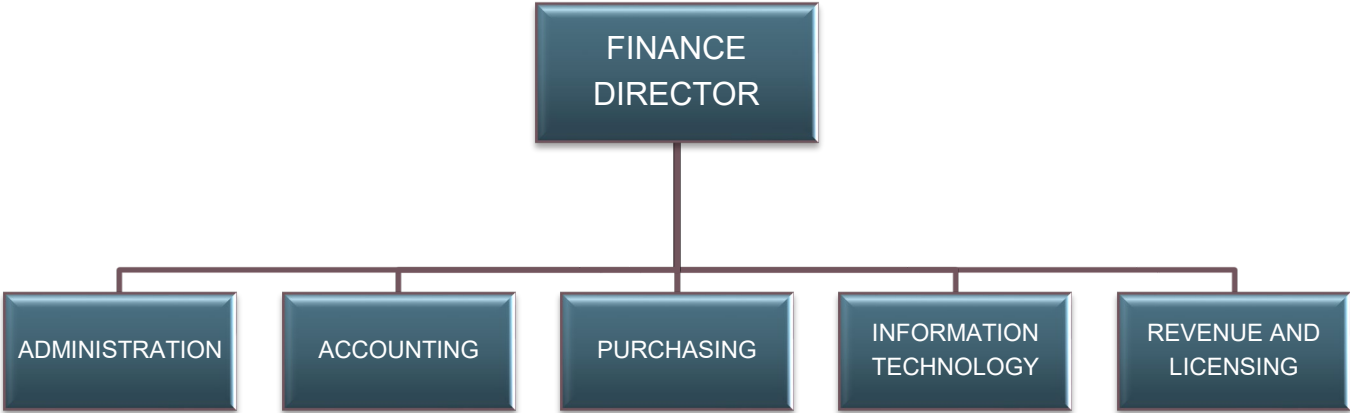 FINANCE
DIRECTOR
ADMINISTRATION
ACCOUNTING
PURCHASING
INFORMATION
TECHNOLOGY
REVENUE AND
LICENSING